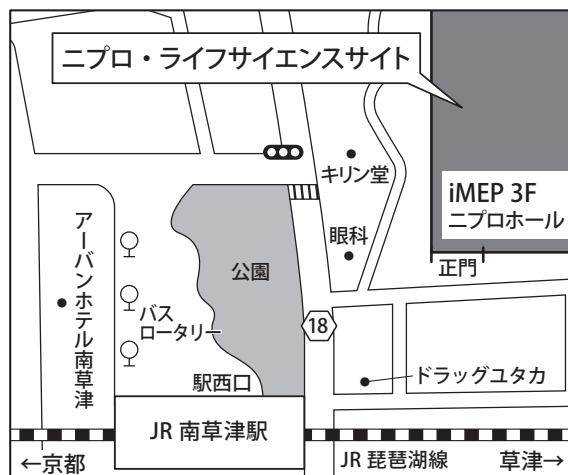 ニプロ・ライフサイエンスサイト
キリン堂
iMEP 3F
ニプロホール
正門
眼科
アーバンホテル南草津
公園
バス
ロータリー
18
駅西口
ドラッグユタカ
JR 南草津駅
←京都
JR 琵琶湖線
草津→